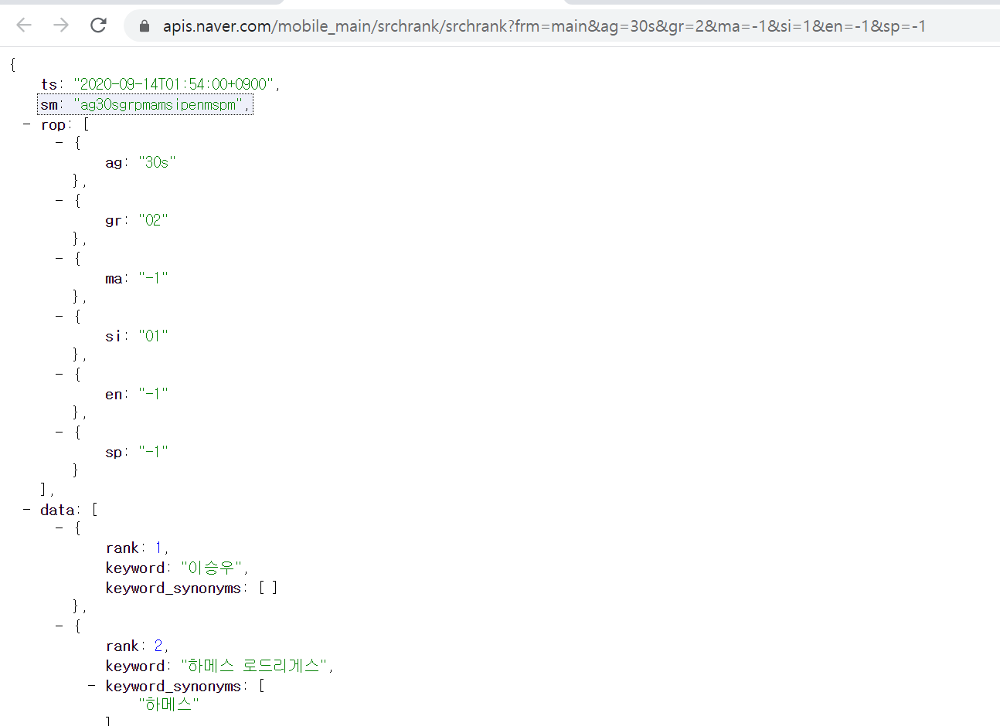 apis.naver.com/mobile_main/srchrank/srchrank?frm=main&ag=30s&gr=2&ma=-1&si=1&en=-1&sp=-1
{
ts: "2020-09-14T01:54:00+0900",
sm: "ag30sgrpmamsipenmspm",
- rop: [
- {
ag: "30s"
},
- {
gr: "02"
},
- {
ma: "-1"
},
- {
si: "01"
},
- {
en: "-1"
},
- {
sp: "-1"
}
],
- data: [
- {
rank: 1,
keyword: "이승우",
keyword_synonyms: [ ]
},
- {
rank: 2,
keyword: "하메스 로드리게스",
- keyword_synonyms: [
"하메스"
]